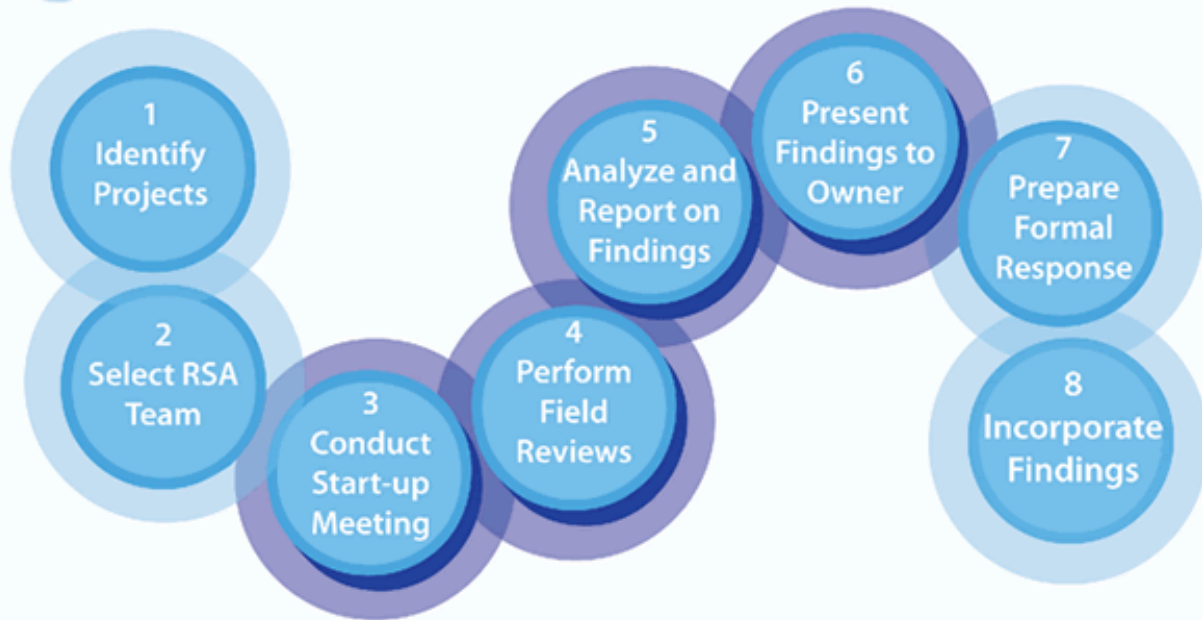 1
Identify
Projects
2
Select RSA
Team
3
Conduct
Start-up
Meeting
4
Perform
Field
Reviews
5
Analyze and
Report on
Findings
6
Present
Findings to
Owner
7
Prepare
Formal
Response
8
Incorporate
Findings